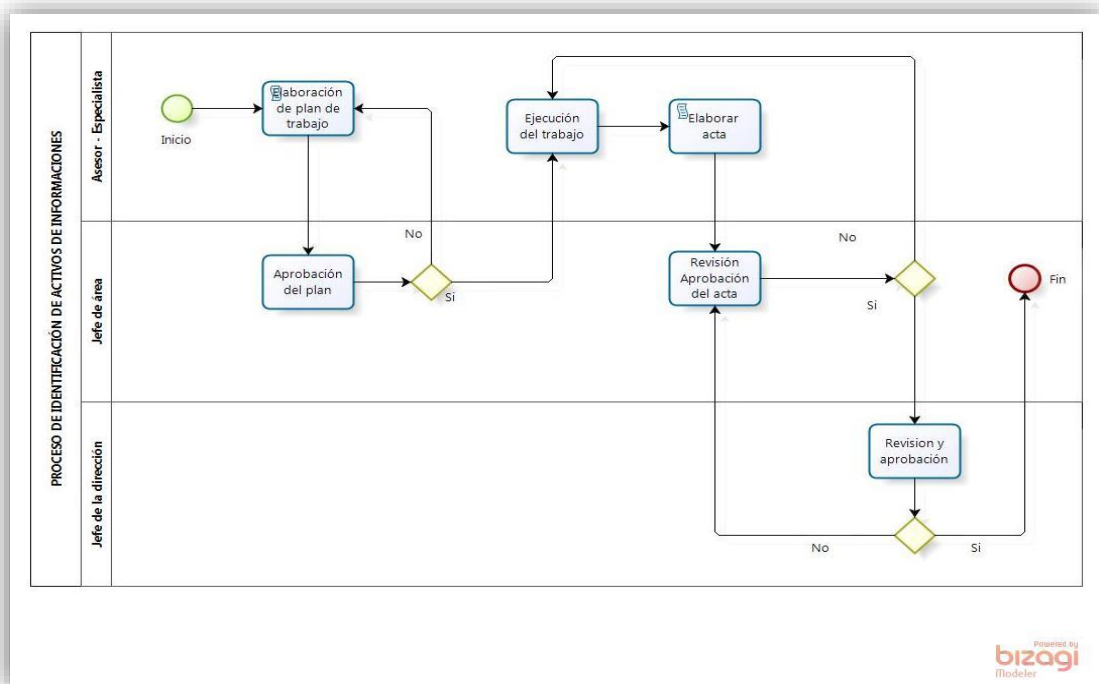 PROCESO DE IDENTIFICACIÓN DE ACTIVOS DE INFORMACIONES
Asesor - Especialista
Inicio
Elaboración
de plan de
trabajo
Ejecución
del trabajo
Elaborar
acta
Jefe de área
Aprobación
del plan
No
Si
Revisión
Aprobación
del acta
No
Si
Fin
Jefe de la dirección
Revision y
aprobación
No
Si
Powered by
bizagi
Modeler